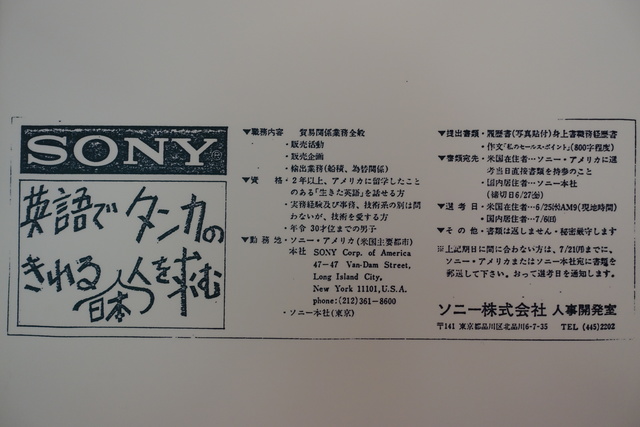 SONY®
英語でタンカの
きれる日本人を求む
▼職務内容 貿易関係業務全般
・販売活動
・販売企画
・輸出業務(船積、為替関係)
▼資 格・2年以上、アメリカに留学したこと
のある「生きた英語」を話せる方
・実務経験及び事務、技術系の別は問
わないが、技術を愛する方
・年令 30才位までの男子
▼勤 務 地・ソニー・アメリカ(米国主要都市)
本社 SONY Corp. of America
47-47 Van-Dam Street,
Long Island City,
New York 11101, U.S.A.
phone: (212) 361-8600
・ソニー本社(東京)
▼提出書類・履歴書(写真貼付)身上書職務経歴書
・作文「私のセールス・ポイント」(800字程度)
▼書類宛先・米国在住者…ソニー・アメリカに選
考当日直接書類を持参のこと
・国内居住者…ソニー本社
(締切日6/27㊎)
▼選 考 日・米国在住者…6/25㈬AM9(現地時間)
・国内居住者…7/6㊐
▼そ の 他・書類は返しません・秘密厳守します
※上記期日に間に合わない方は、7/21㊊までに、
ソニー・アメリカまたはソニー本社宛に書類を
郵送して下さい。おって選考日を通知します。
ソニー株式会社 人事開発室
〒141 東京都品川区北品川6-7-35 TEL (445)2202